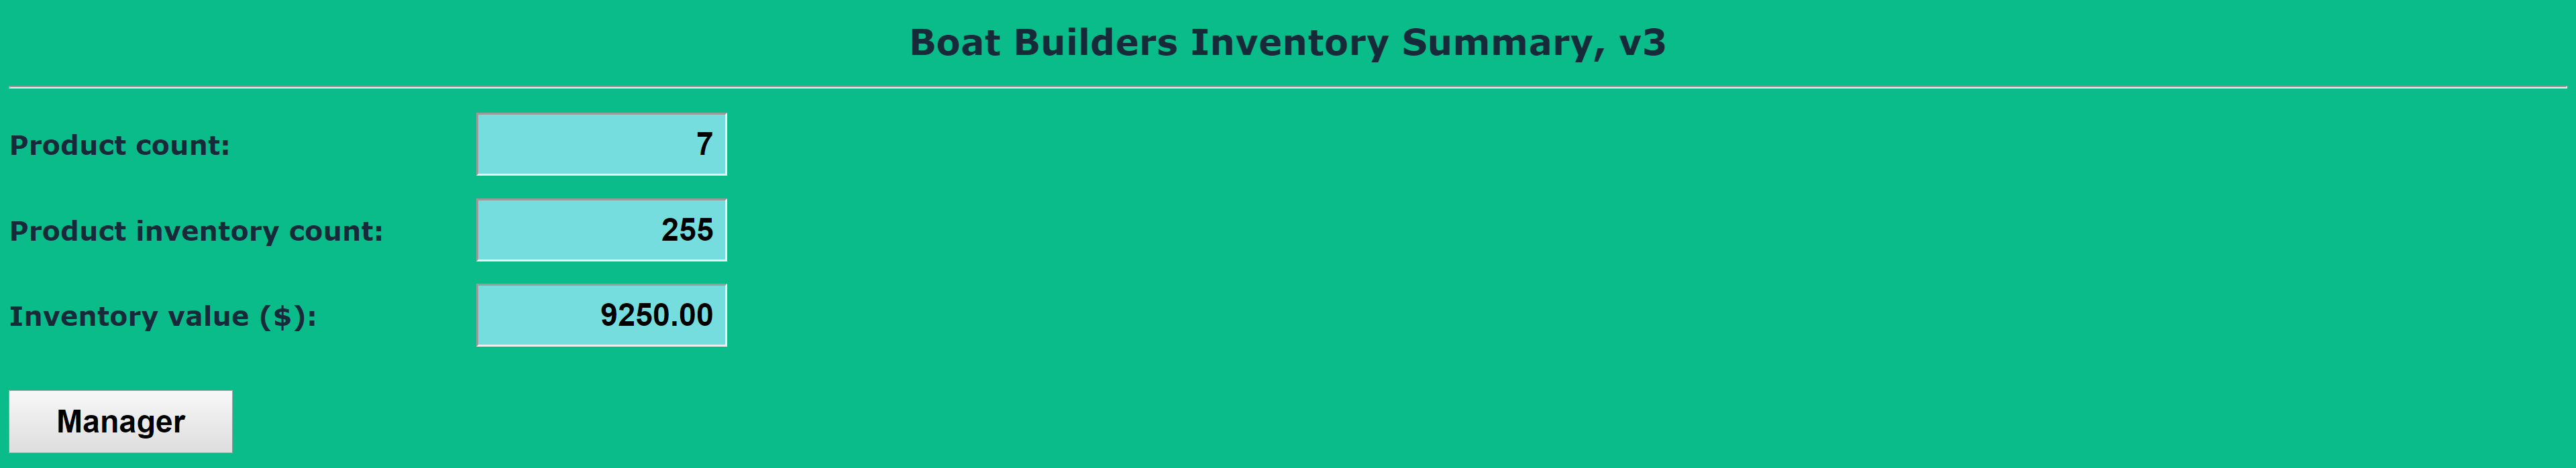 Boat Builders Inventory Summary, v3
Product count: 7
Product inventory count: 255
Inventory value ($): 9250.00
Manager